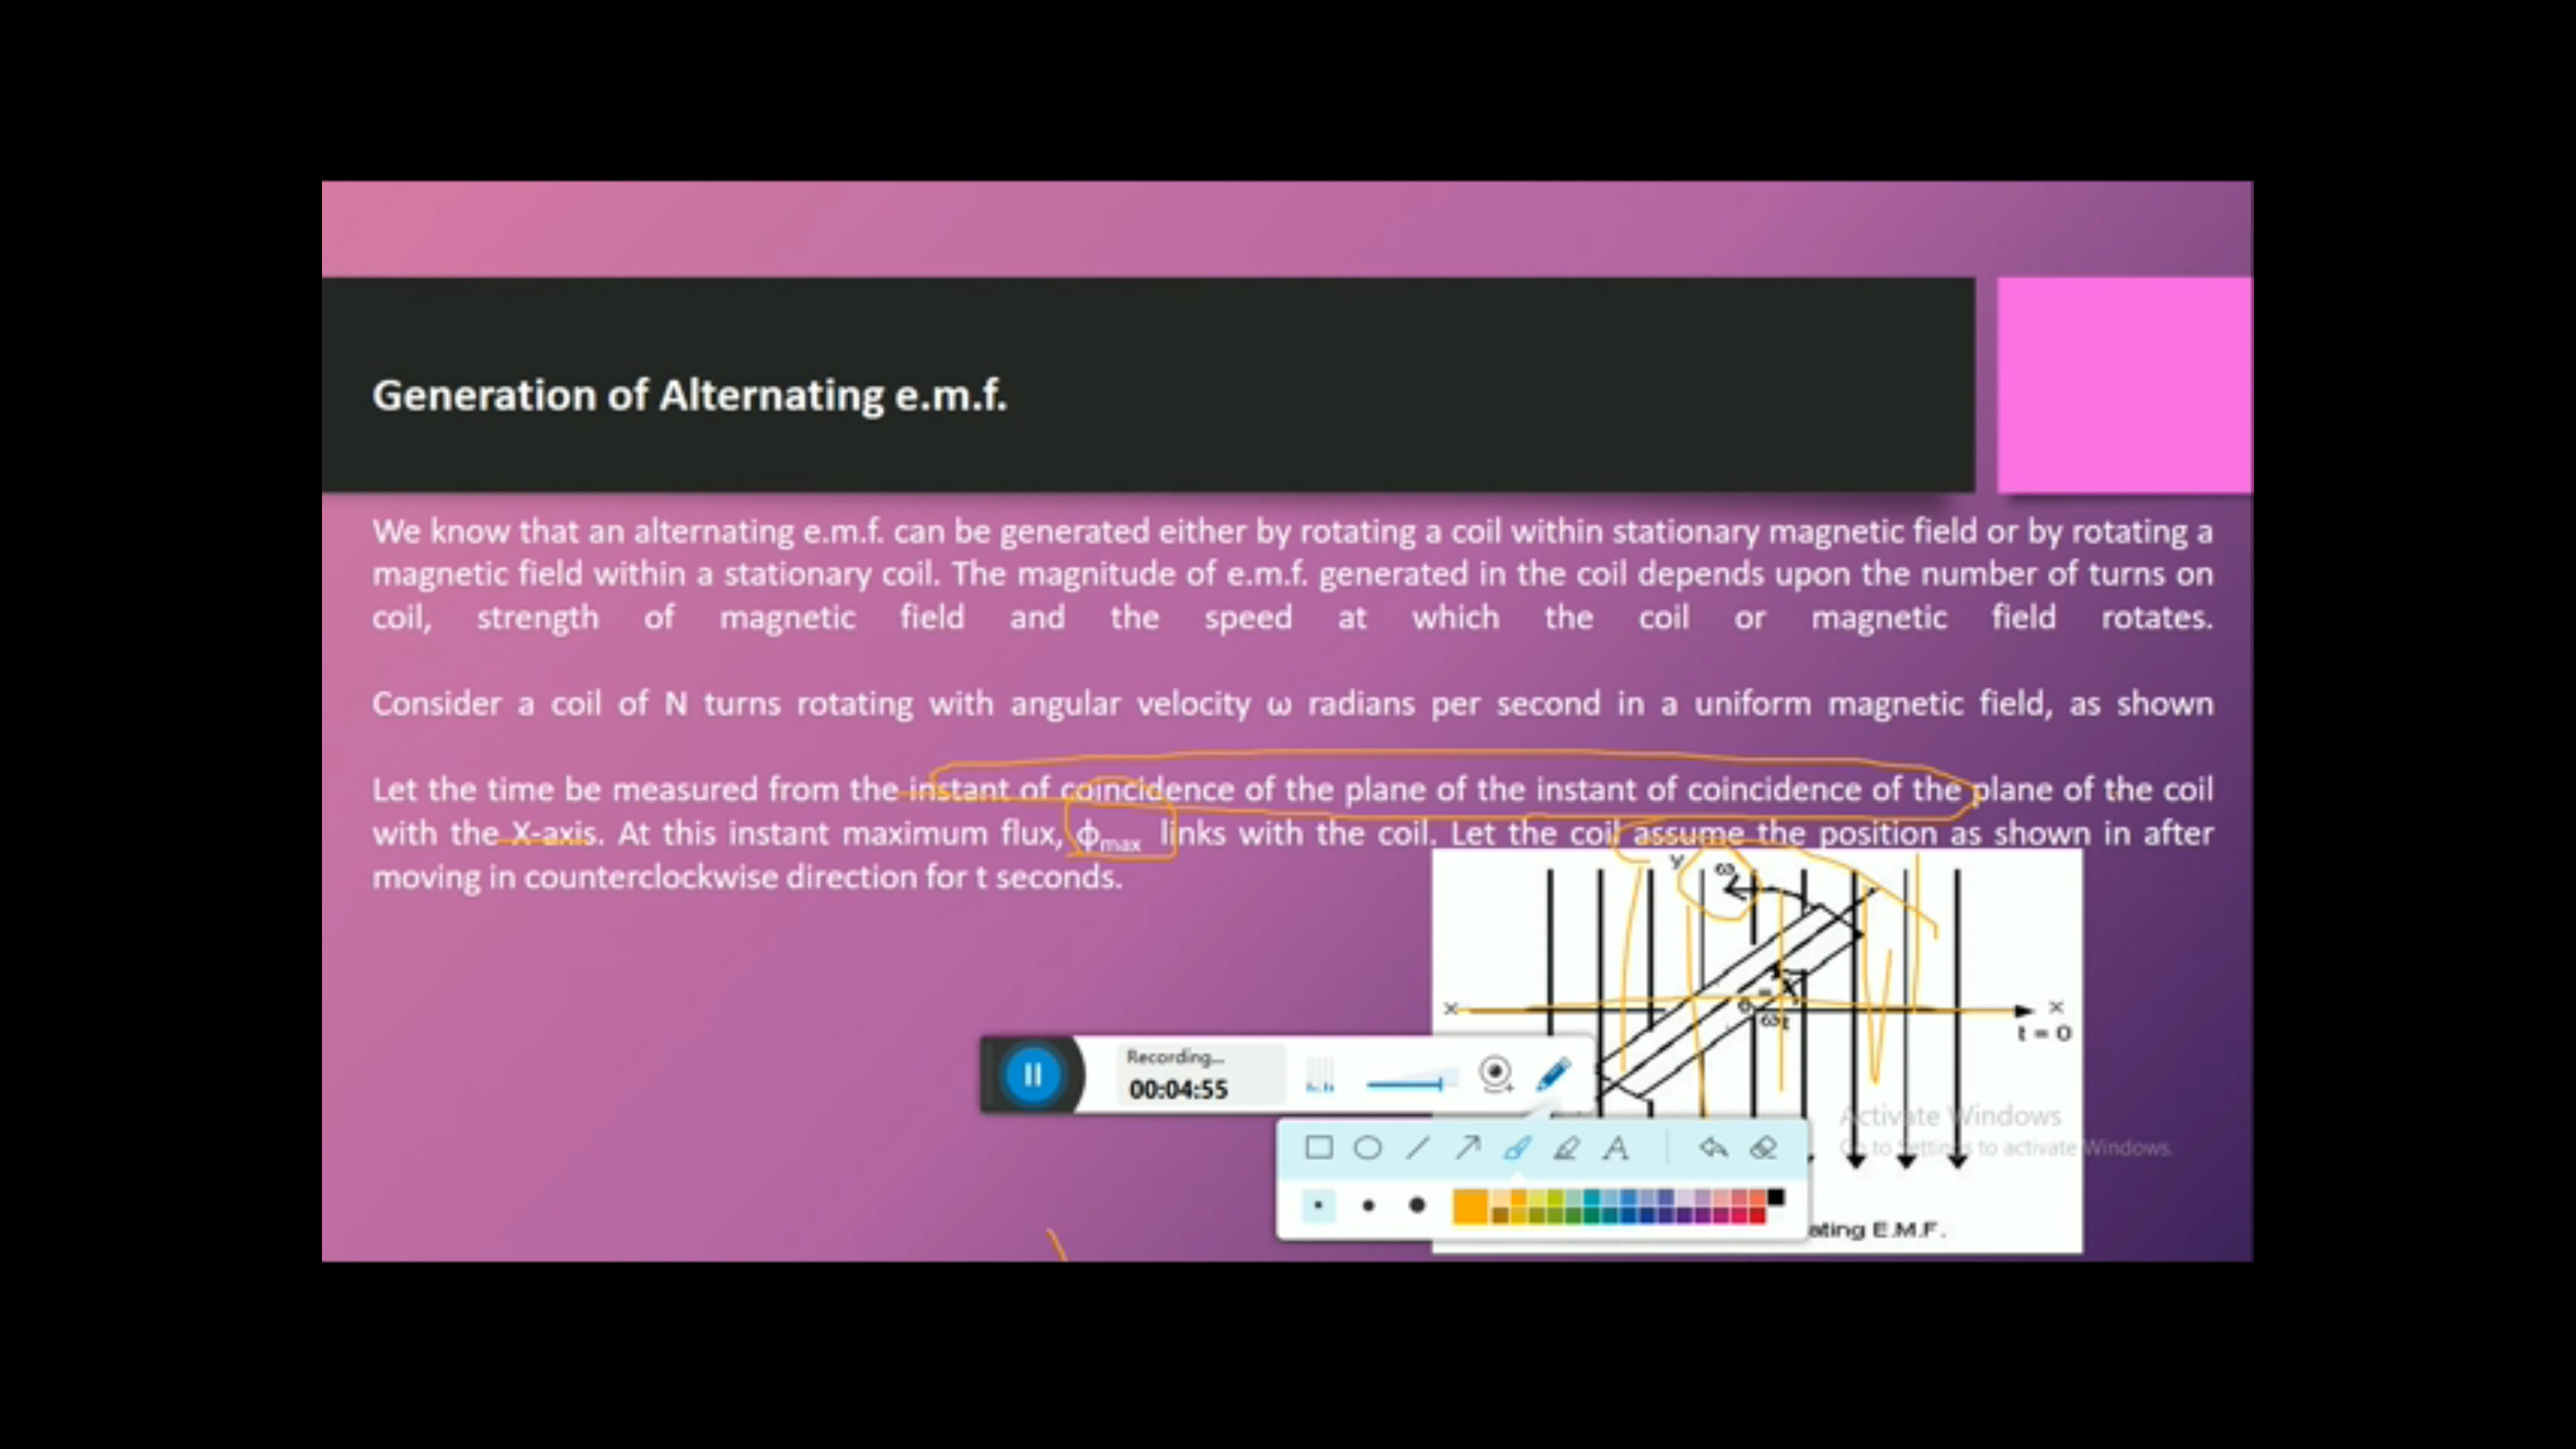 Generation of Alternating e.m.f.
We know that an alternating e.m.f. can be generated either by rotating a coil within stationary magnetic field or by rotating a
magnetic field within a stationary coil. The magnitude of e.m.f. generated in the coil depends upon the number of turns on
coil, strength of magnetic field and the speed at which the coil or magnetic field rotates.
Consider a coil of N turns rotating with angular velocity ω radians per second in a uniform magnetic field, as shown
Let the time be measured from the instant of coincidence of the plane of the instant of coincidence of the plane of the coil
with the X-axis. At this instant maximum flux, ϕmax links with the coil. Let the coil assume the position as shown in after
moving in counterclockwise direction for t seconds.
Y
ω
θ =
ωt
X
X
t = 0
Recording...
00:04:55
Activate Windows
Go to Settings to activate Windows.
A
ating E.M.F.